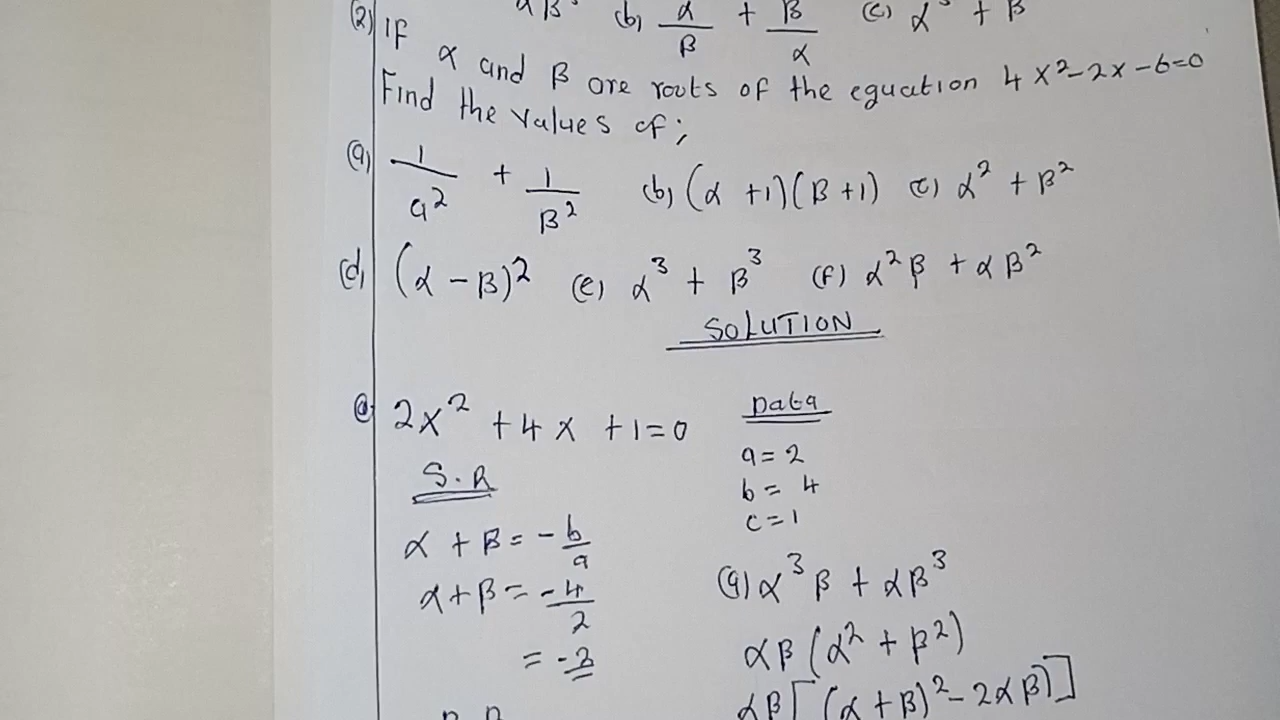 αβ³ (b) α/β + β/α (c) α³ + β
(2) If α and β are roots of the equation 4x²-2x-6=0
Find the values of;
(a) 1/a² + 1/β² (b) (α+1)(β+1) (c) α² + β²
(d) (α-β)² (e) α³ + β³ (f) α²β + αβ²
SOLUTION
2x² + 4x + 1=0
S.R
α + β = -b/a
α+β = -4/2
= -2
Data
a = 2
b = 4
c = 1
(a) α³β + αβ³
αβ(α² + β²)
αβ[(α+β)² - 2αβ)]